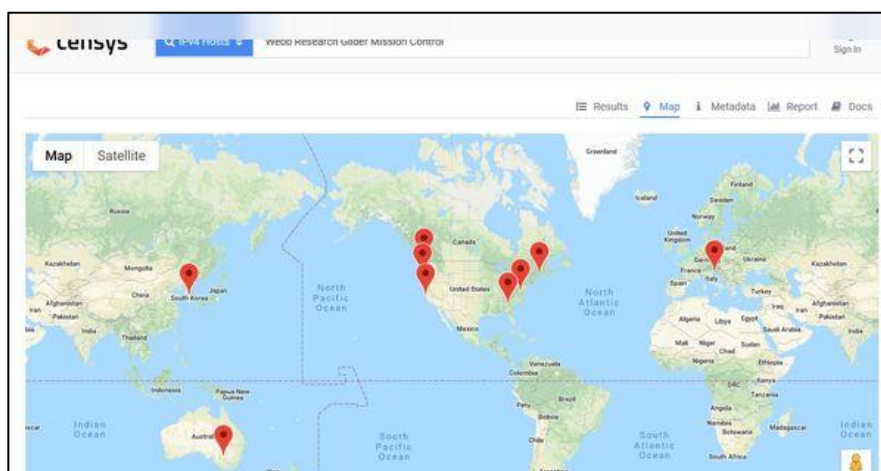 censys
IPv4 Hosts
Webb Research Glider Mission Control
Sign In
Results Map Metadata Report Docs
Map Satellite
Greenland
Iceland
Finland
Sweden
Norway
Russia
United
Kingdom
Canada
Ukraine
Kazakhstan
Kazakhstan
France
Mongolia
Italy
Spain
Turkey
North
Pacific
Ocean
United States
North
Atlantic
Ocean
China
South Korea
Japan
Afghanistan
Afghanistan
Iraq
Iran
Iran
Pakistan
Pakistan
Algeria
Libya
Egypt
Saudi Arabia
India
India
Mexico
Thailand
Mali
Niger
Sudan
Chad
Nigeria
Ethiopia
Venezuela
Colombia
Indonesia
Papua New
Guinea
DRC
Kenya
Tanzania
Peru
Brazil
Angola
Bolivia
Namibia
Botswana
Madagascar
Indian
Ocean
Indian
Ocean
South
Pacific
Ocean
Chile
South
Atlantic
Ocean
South Africa